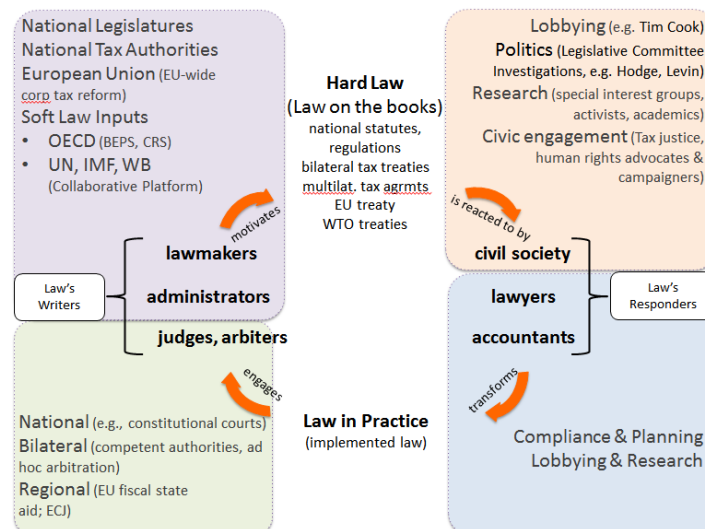 National Legislatures
National Tax Authorities
European Union (EU-wide
corp tax reform)
Soft Law Inputs
• OECD (BEPS, CRS)
• UN, IMF, WB
(Collaborative Platform)
motivates
lawmakers
administrators
judges, arbiters
Law's
Writers
engages
National (e.g., constitutional courts)
Bilateral (competent authorities, ad
hoc arbitration)
Regional (EU fiscal state
aid; ECJ)
Hard Law
(Law on the books)
national statutes,
regulations
bilateral tax treaties
multilat. tax agrmts
EU treaty
WTO treaties
Law in Practice
(implemented law)
Lobbying (e.g. Tim Cook)
Politics (Legislative Committee
Investigations, e.g. Hodge, Levin)
Research (special interest groups,
activists, academics)
Civic engagement (Tax justice,
human rights advocates &
campaigners)
is reacted to by
civil society
lawyers
accountants
Law's
Responders
transforms
Compliance & Planning
Lobbying & Research